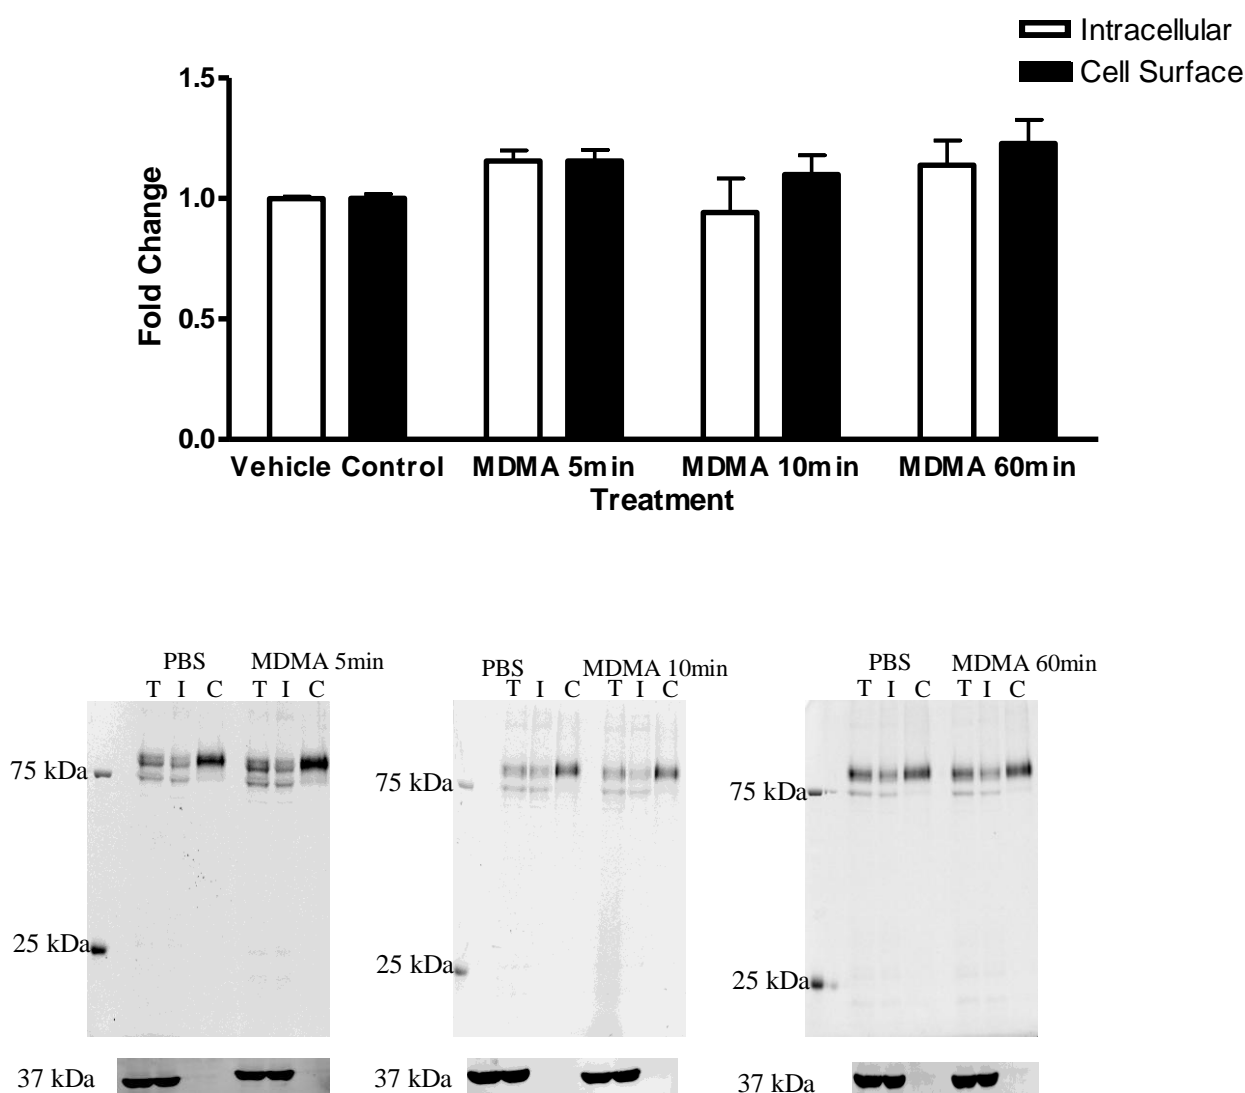 Intracellular
Cell Surface
1.5
1.0
0.5
0.0
Fold Change
Vehicle Control MDMA 5min MDMA 10min MDMA 60min
Treatment
PBS MDMA 5min
T I C T I C
75 kDa
25 kDa
37 kDa
PBS MDMA 10min
T I C T I C
75 kDa
25 kDa
37 kDa
PBS MDMA 60min
T I C T I C
75 kDa
25 kDa
37 kDa